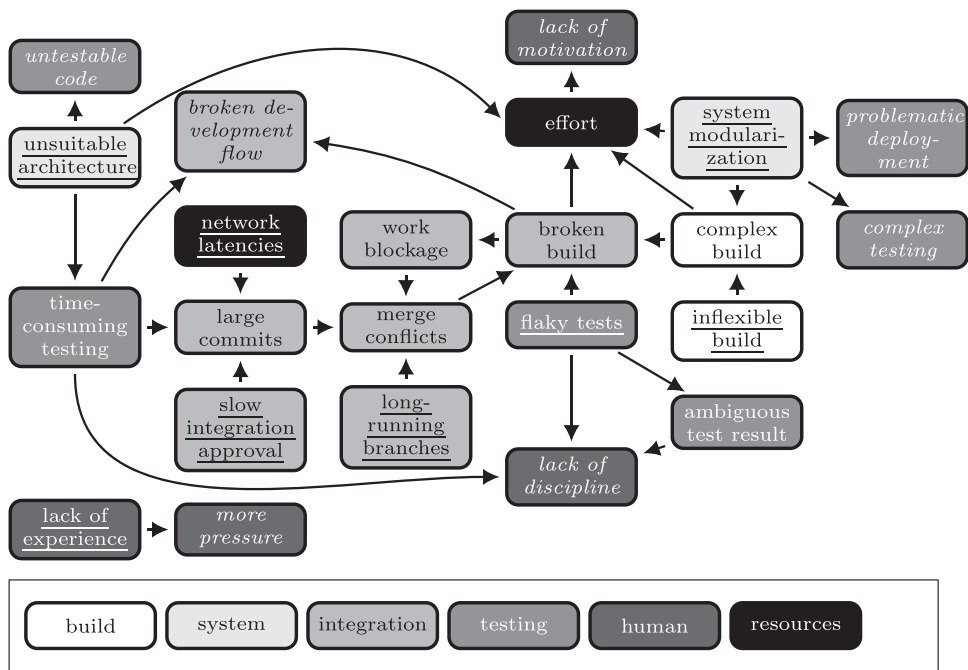 untestable
code
lack of
motivation
unsuitable
architecture
broken de-
velopment
flow
effort
system
modulari-
zation
problematic
deploy-
ment
network
latencies
work
blockage
broken
build
complex
build
complex
testing
time-
consuming
testing
large
commits
merge
conflicts
flaky tests
inflexible
build
slow
integration
approval
long-
running
branches
ambiguous
test result
lack of
discipline
lack of
experience
more
pressure
build
system
integration
testing
human
resources